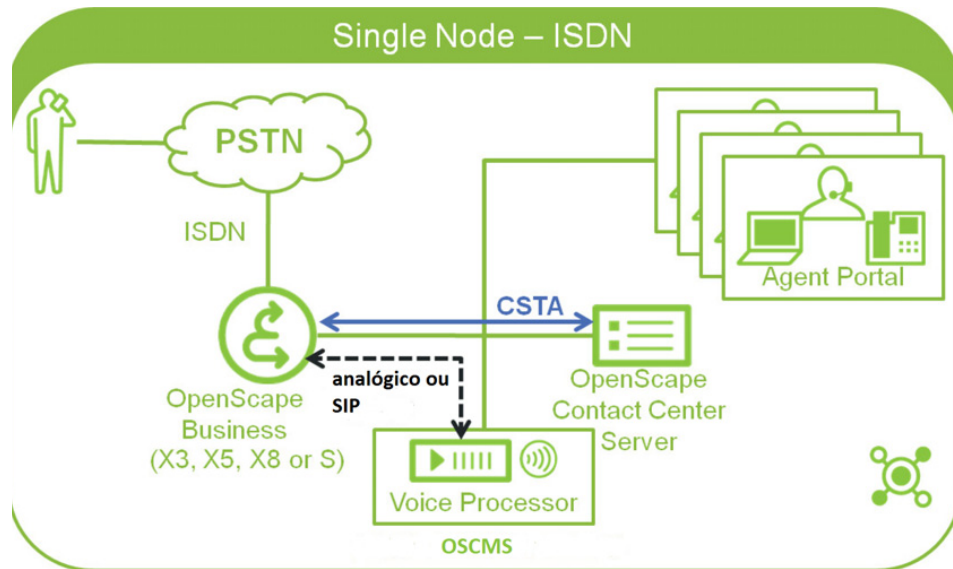 Single Node – ISDN
PSTN
ISDN
Agent Portal
CSTA
analógico ou
SIP
OpenScape
Business
(X3, X5, X8 or S)
OpenScape
Contact Center
Server
Voice Processor
OSCMS